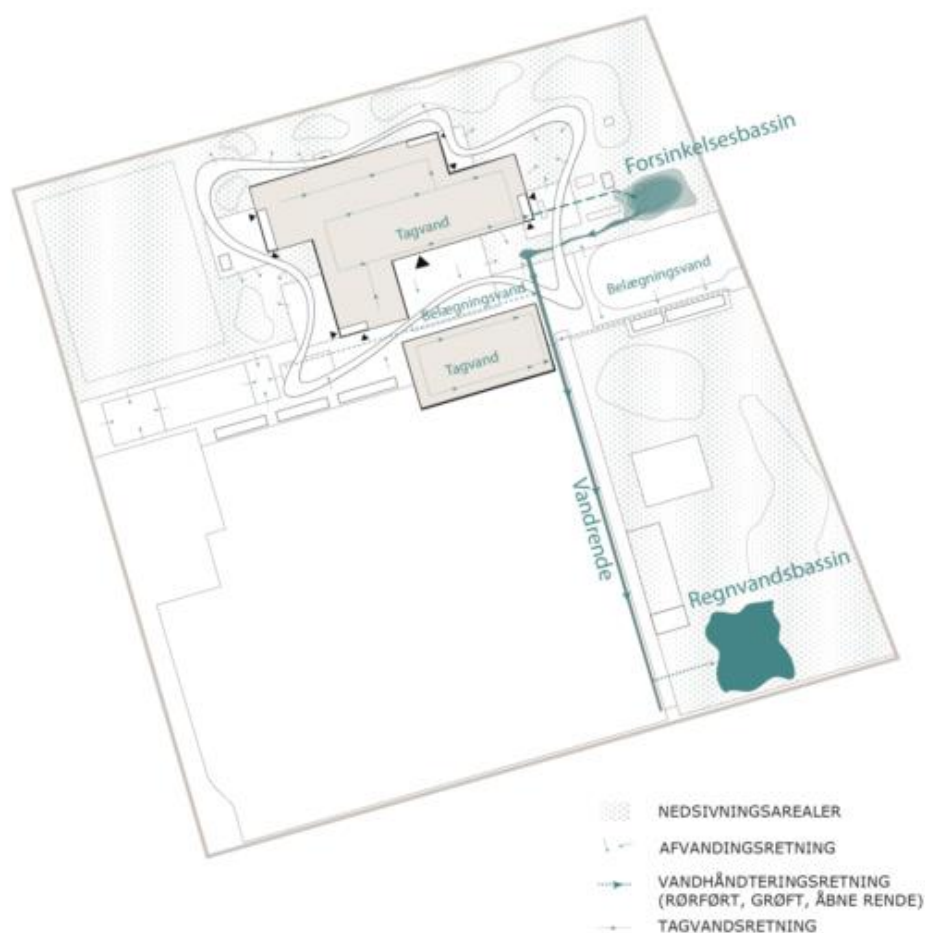 Forsinkelsesbassin
Tagvand
Belægningsvand
Belægningsvand
Tagvand
Vandrende
Regnvandsbassin
NEDSIVNINGSAREALER
AFVANDINGSRETNING
VANDHÅNDTERINGSRETNING
(RØRFØRT, GRØFT, ÅBNE RENDE)
TAGVANDSRETNING